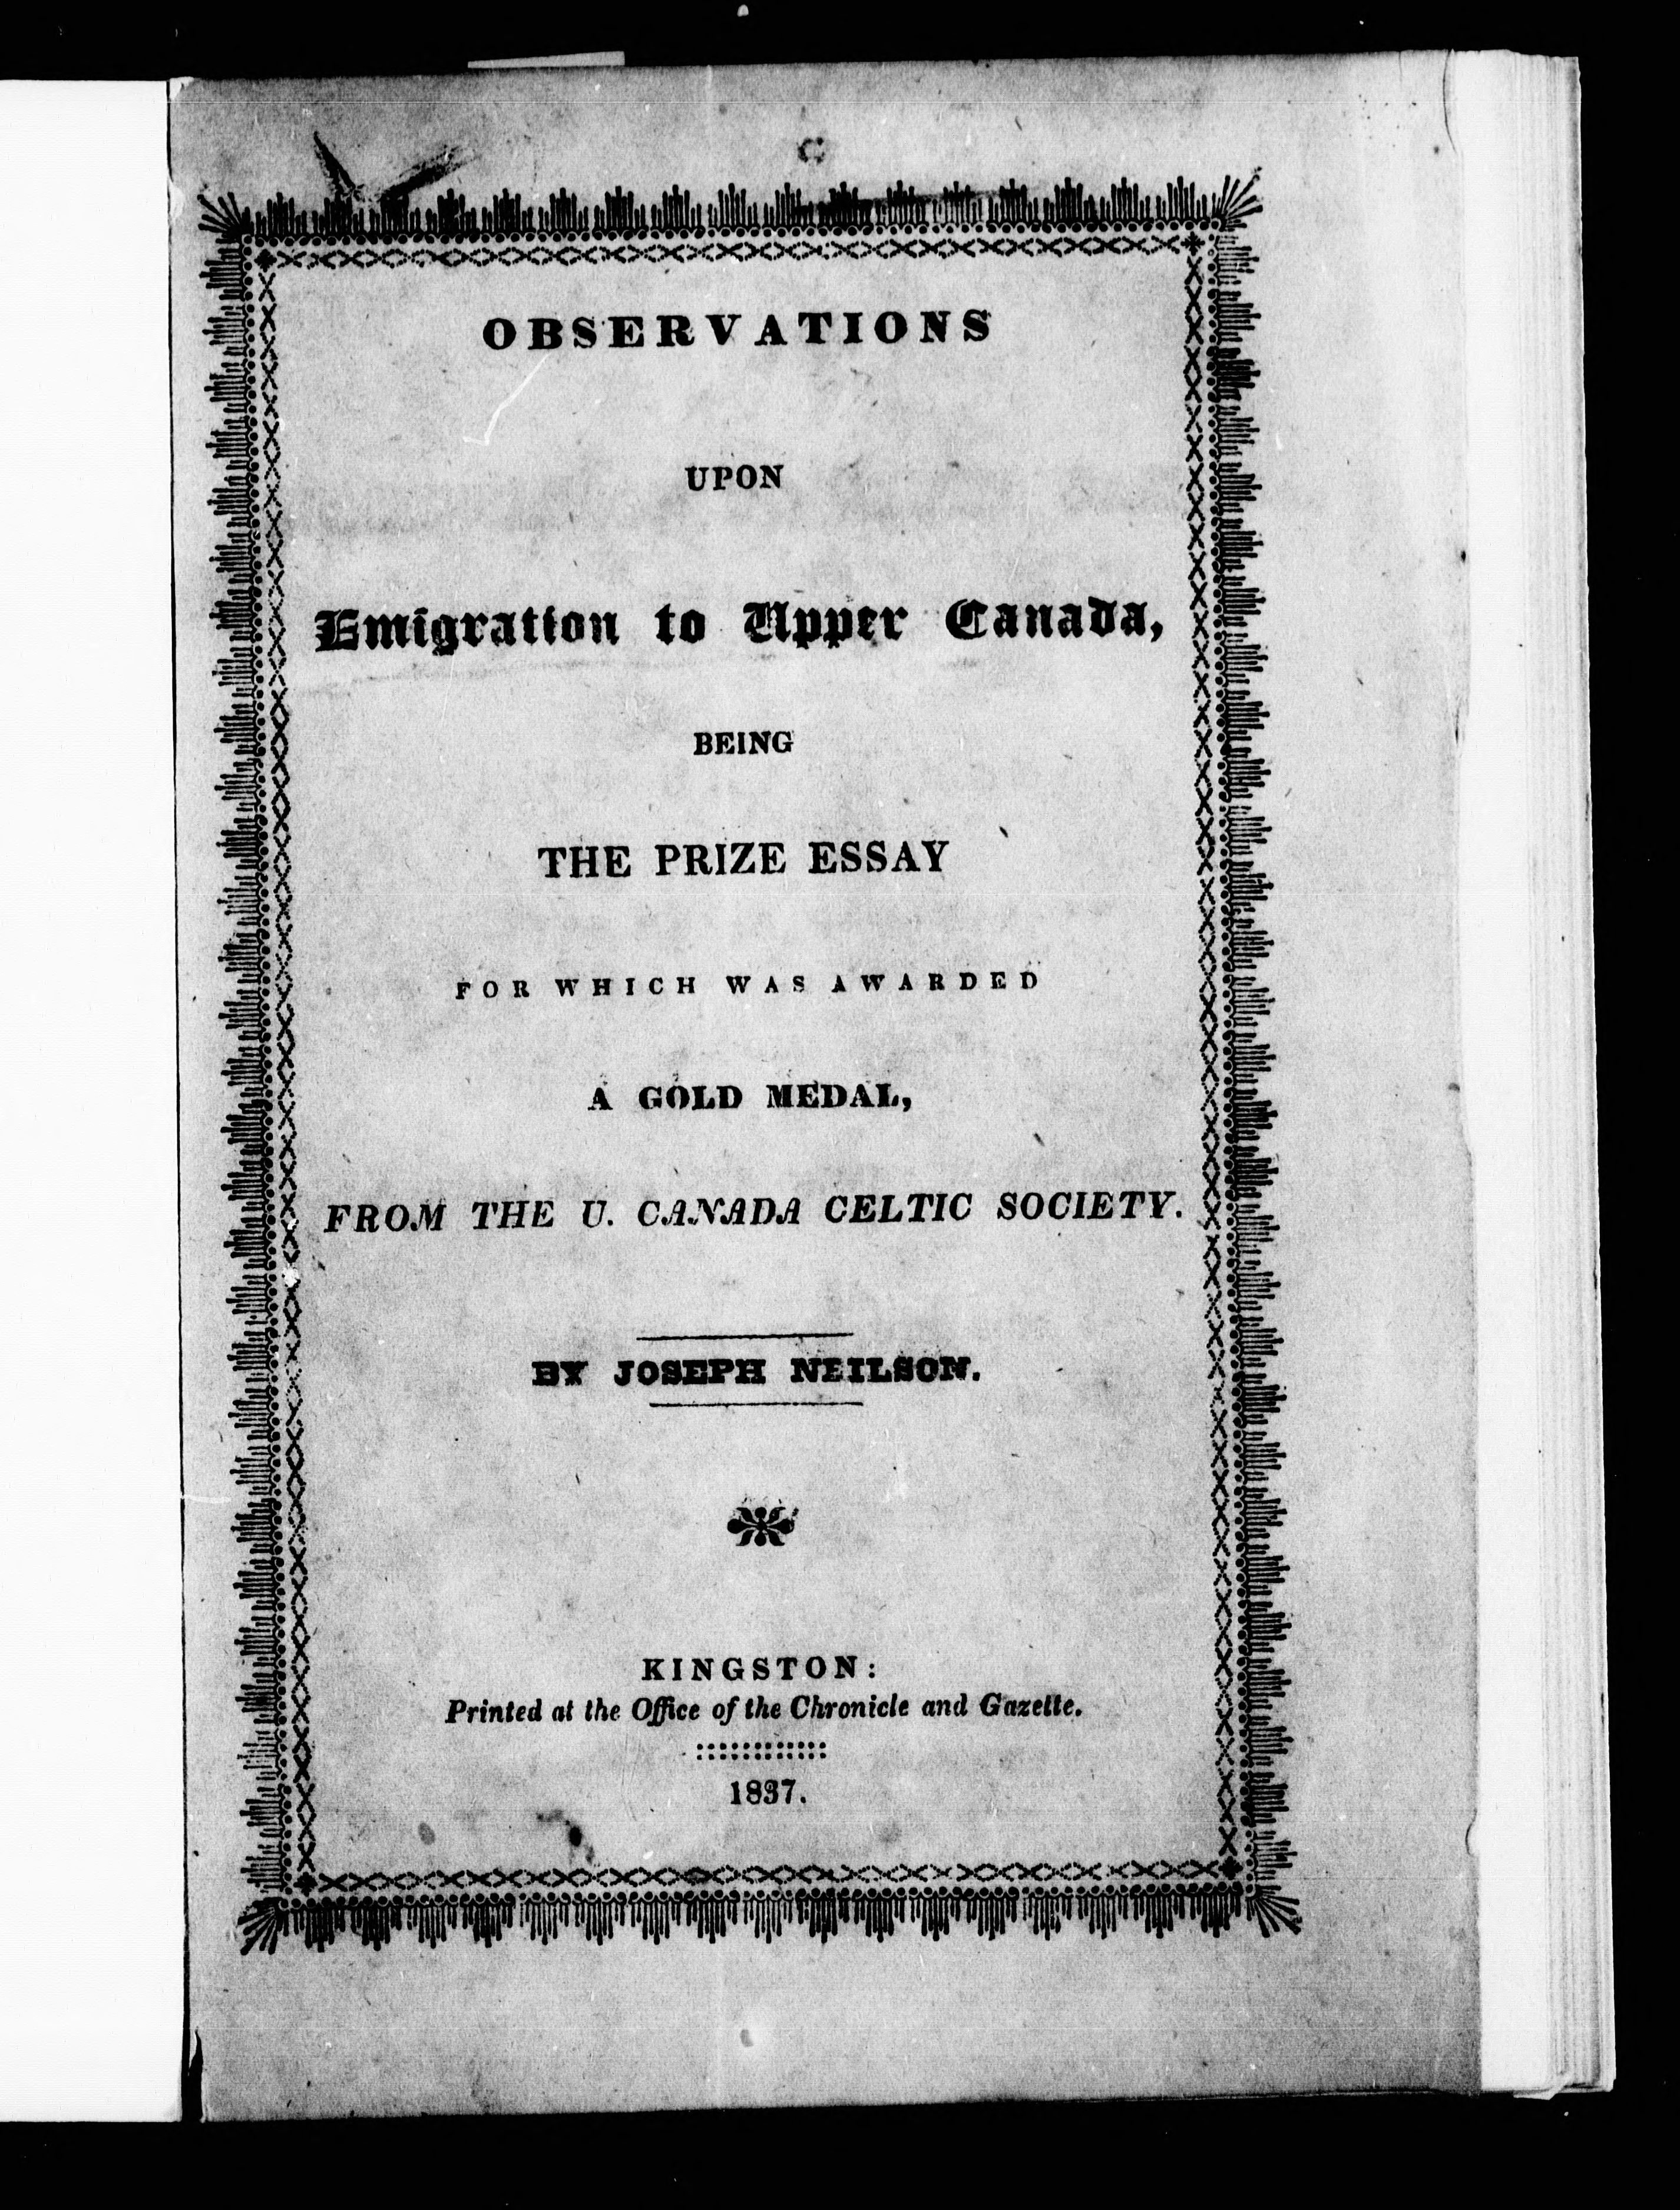 OBSERVATIONS
UPON
Emigration to Upper Canada,
BEING
THE PRIZE ESSAY
FOR WHICH WAS AWARDED
A GOLD MEDAL,
FROM THE U. CANADA CELTIC SOCIETY.
BY JOSEPH NEILSON.
KINGSTON:
Printed at the Office of the Chronicle and Gazette.
1837.